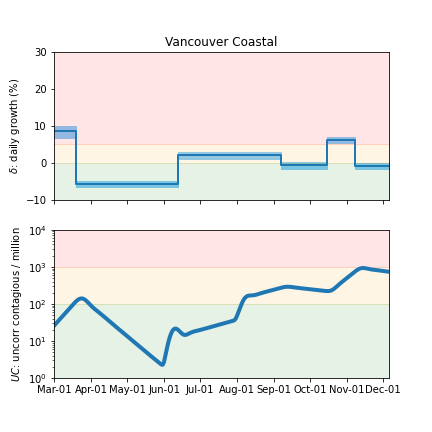 Vancouver Coastal
30
20
10
0
−10
δ: daily growth (%)
10⁴
10³
10²
10¹
10⁰
UC: uncorr contagious / million
Mar-01 Apr-01 May-01 Jun-01 Jul-01 Aug-01 Sep-01 Oct-01 Nov-01 Dec-01